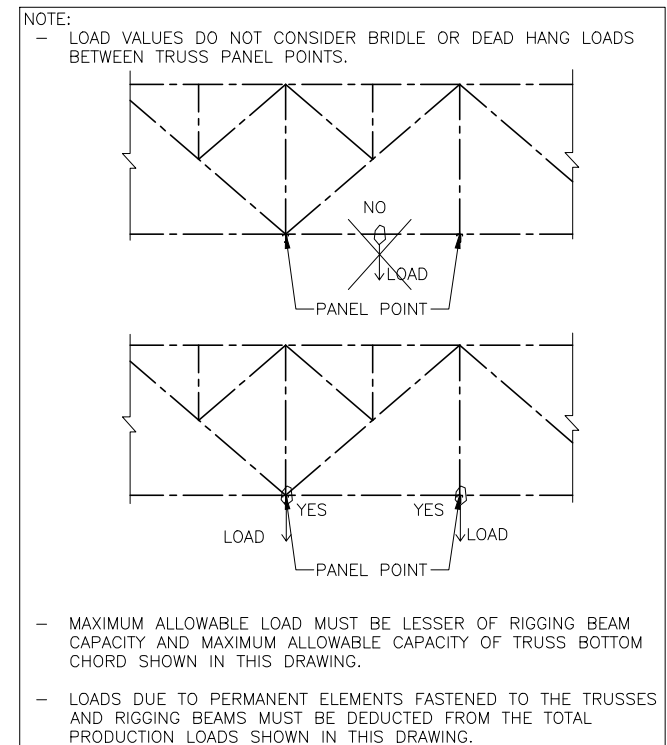 NOTE:
– LOAD VALUES DO NOT CONSIDER BRIDLE OR DEAD HANG LOADS
BETWEEN TRUSS PANEL POINTS.
NO
LOAD
PANEL POINT
YES YES
LOAD LOAD
PANEL POINT
– MAXIMUM ALLOWABLE LOAD MUST BE LESSER OF RIGGING BEAM
CAPACITY AND MAXIMUM ALLOWABLE CAPACITY OF TRUSS BOTTOM
CHORD SHOWN IN THIS DRAWING.
– LOADS DUE TO PERMANENT ELEMENTS FASTENED TO THE TRUSSES
AND RIGGING BEAMS MUST BE DEDUCTED FROM THE TOTAL
PRODUCTION LOADS SHOWN IN THIS DRAWING.